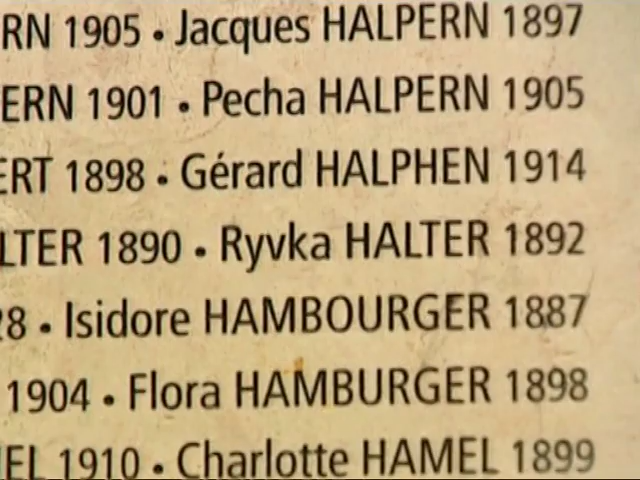 RN 1905 • Jacques HALPERN 1897
ERN 1901 • Pecha HALPERN 1905
ERT 1898 • Gérard HALPHEN 1914
LTER 1890 • Ryvka HALTER 1892
28 • Isidore HAMBOURGER 1887
1904 • Flora HAMBURGER 1898
EL 1910 • Charlotte HAMEL 1899